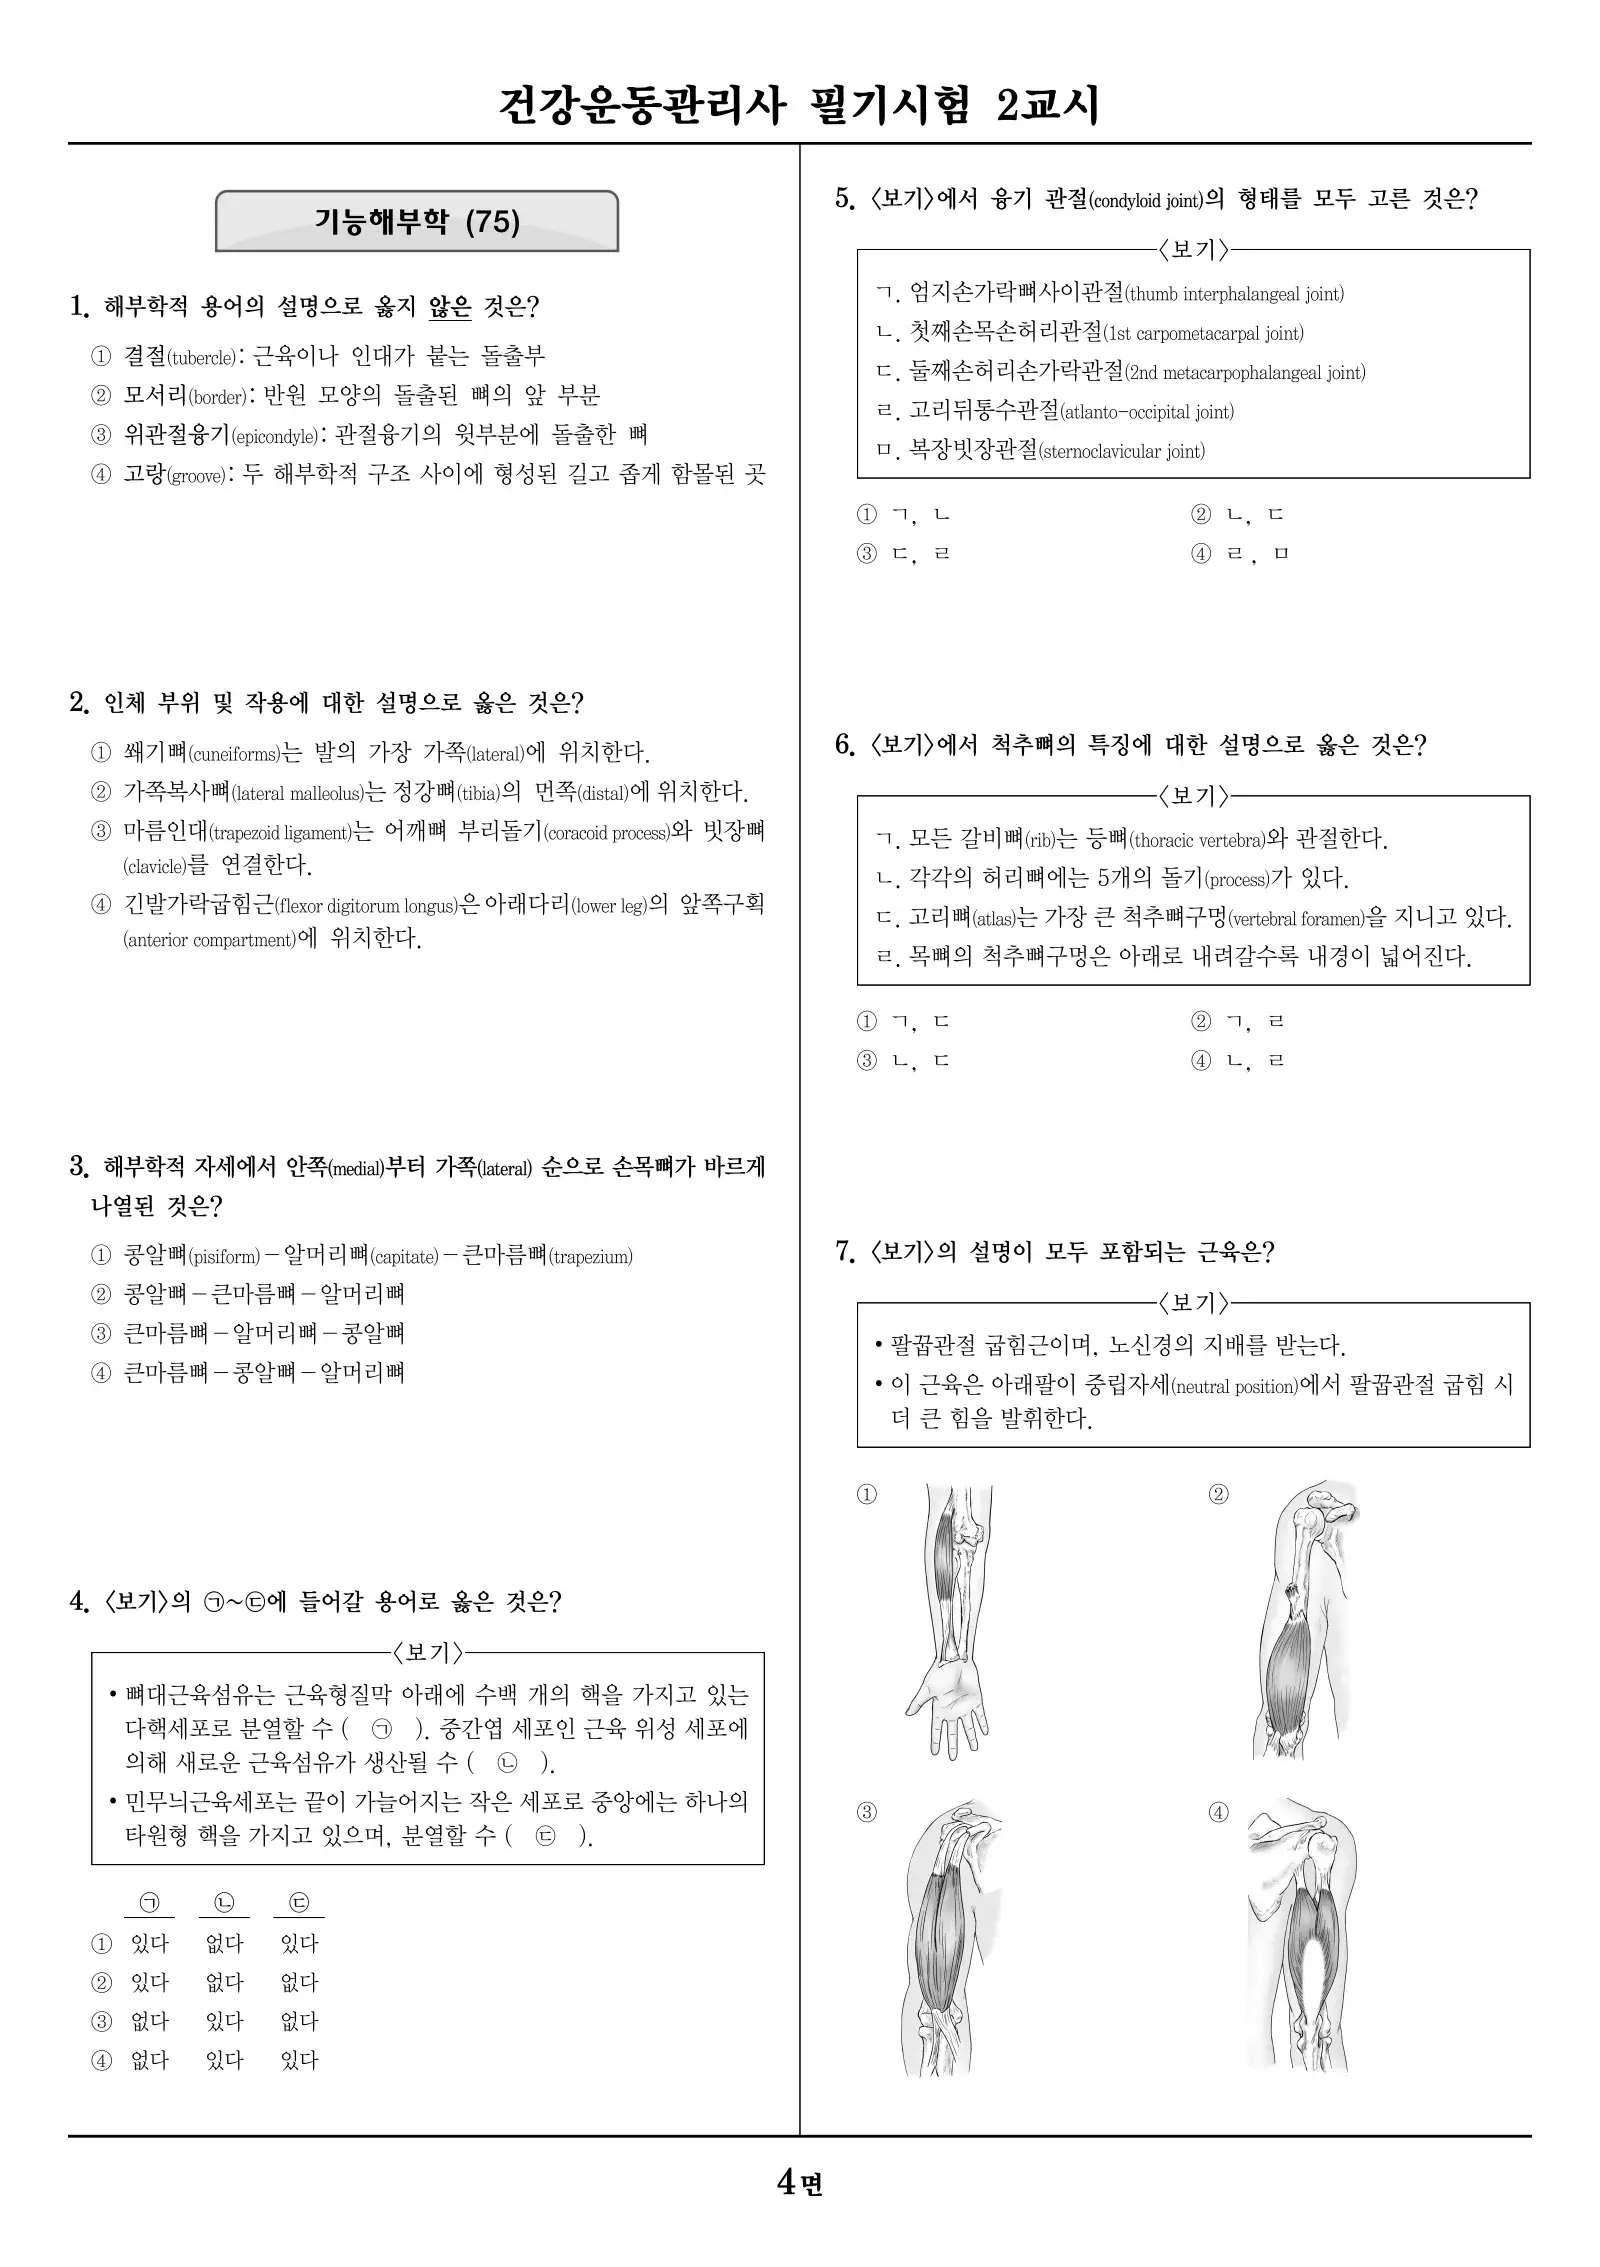 건강운동관리사 필기시험 2교시
기능해부학 (75)
1. 해부학적 용어의 설명으로 옳지 않은 것은?
① 결절(tubercle): 근육이나 인대가 붙는 돌출부
② 모서리(border): 반원 모양의 돌출된 뼈의 앞 부분
③ 위관절융기(epicondyle): 관절융기의 윗부분에 돌출한 뼈
④ 고랑(groove): 두 해부학적 구조 사이에 형성된 길고 좁게 함몰된 곳
2. 인체 부위 및 작용에 대한 설명으로 옳은 것은?
① 쐐기뼈(cuneiforms)는 발의 가장 가쪽(lateral)에 위치한다.
② 가쪽복사뼈(lateral malleolus)는 정강뼈(tibia)의 먼쪽(distal)에 위치한다.
③ 마름인대(trapezoid ligament)는 어깨뼈 부리돌기(coracoid process)와 빗장뼈
(clavicle)를 연결한다.
④ 긴발가락굽힘근(flexor digitorum longus)은 아래다리(lower leg)의 앞쪽구획
(anterior compartment)에 위치한다.
3. 해부학적 자세에서 안쪽(medial)부터 가쪽(lateral) 순으로 손목뼈가 바르게
나열된 것은?
① 콩알뼈(pisiform)－알머리뼈(capitate)－큰마름뼈(trapezium)
② 콩알뼈－큰마름뼈－알머리뼈
③ 큰마름뼈－알머리뼈－콩알뼈
④ 큰마름뼈－콩알뼈－알머리뼈
4. 〈보기〉의 ㉠~㉢에 들어갈 용어로 옳은 것은?
〈보기〉
• 뼈대근육섬유는 근육형질막 아래에 수백 개의 핵을 가지고 있는
다핵세포로 분열할 수 ( ㉠ ). 중간엽 세포인 근육 위성 세포에
의해 새로운 근육섬유가 생산될 수 ( ㉡ ).
• 민무늬근육세포는 끝이 가늘어지는 작은 세포로 중앙에는 하나의
타원형 핵을 가지고 있으며, 분열할 수 ( ㉢ ).
㉠ ㉡ ㉢
① 있다 없다 있다
② 있다 없다 없다
③ 없다 있다 없다
④ 없다 있다 있다
5. 〈보기〉에서 융기 관절(condyloid joint)의 형태를 모두 고른 것은?
〈보기〉
ㄱ. 엄지손가락뼈사이관절(thumb interphalangeal joint)
ㄴ. 첫째손목손허리관절(1st carpometacarpal joint)
ㄷ. 둘째손허리손가락관절(2nd metacarpophalangeal joint)
ㄹ. 고리뒤통수관절(atlanto-occipital joint)
ㅁ. 복장빗장관절(sternoclavicular joint)
① ㄱ, ㄴ ② ㄴ, ㄷ
③ ㄷ, ㄹ ④ ㄹ, ㅁ
6. 〈보기〉에서 척추뼈의 특징에 대한 설명으로 옳은 것은?
〈보기〉
ㄱ. 모든 갈비뼈(rib)는 등뼈(thoracic vertebra)와 관절한다.
ㄴ. 각각의 허리뼈에는 5개의 돌기(process)가 있다.
ㄷ. 고리뼈(atlas)는 가장 큰 척추뼈구멍(vertebral foramen)을 지니고 있다.
ㄹ. 목뼈의 척추뼈구멍은 아래로 내려갈수록 내경이 넓어진다.
① ㄱ, ㄷ ② ㄱ, ㄹ
③ ㄴ, ㄷ ④ ㄴ, ㄹ
7. 〈보기〉의 설명이 모두 포함되는 근육은?
〈보기〉
• 팔꿉관절 굽힘근이며, 노신경의 지배를 받는다.
• 이 근육은 아래팔이 중립자세(neutral position)에서 팔꿉관절 굽힘 시
더 큰 힘을 발휘한다.
① ②
③ ④
4면